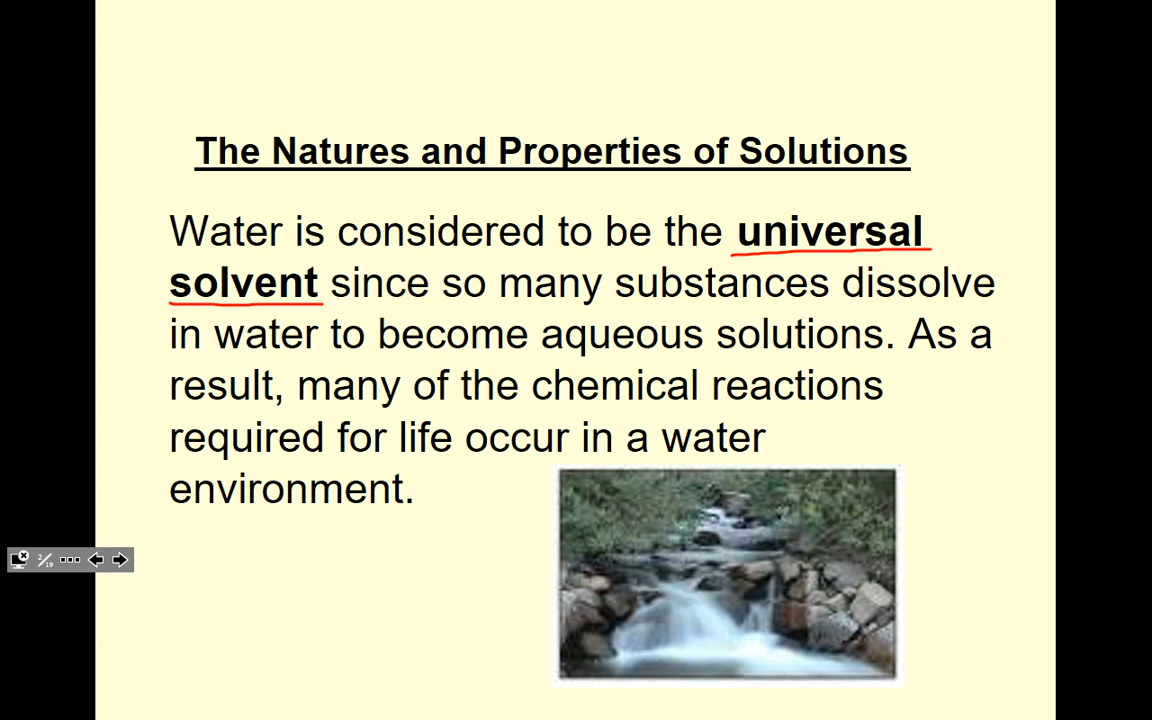 The Natures and Properties of Solutions
Water is considered to be the universal
solvent since so many substances dissolve
in water to become aqueous solutions. As a
result, many of the chemical reactions
required for life occur in a water
environment.
2/19